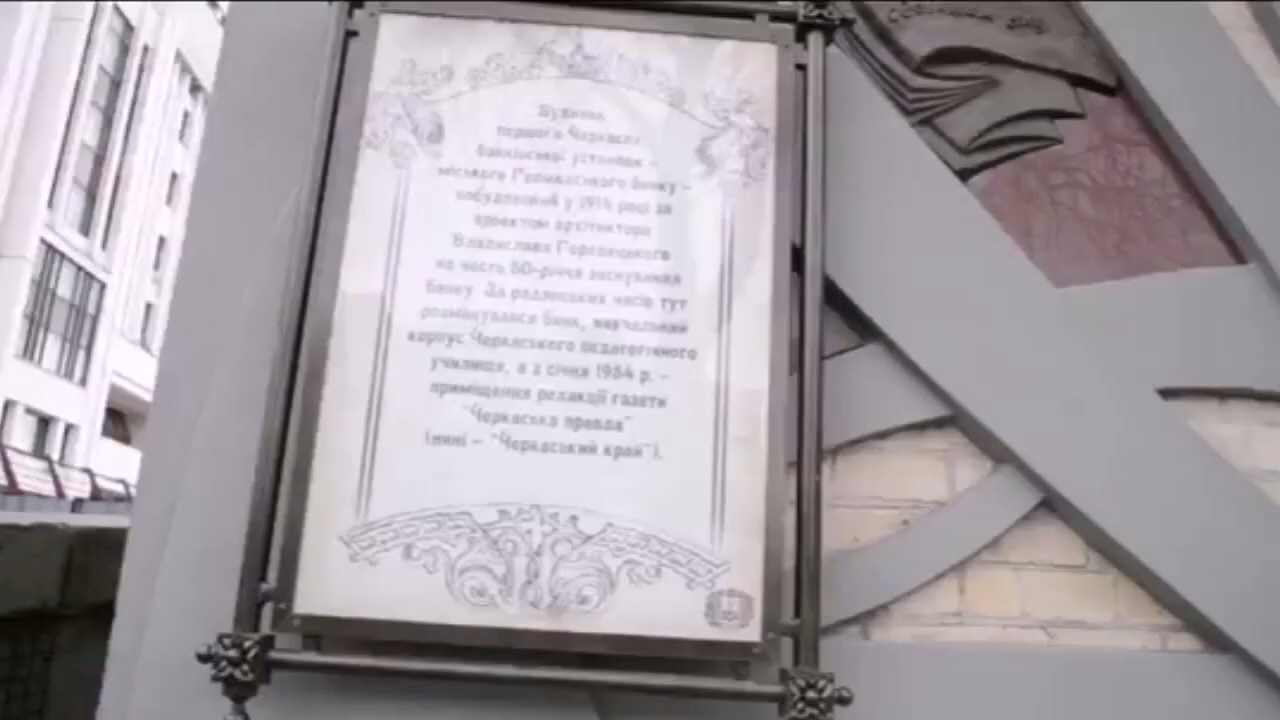 Будинок
першої в Черкасах
банківської установи –
міського Громадського банку –
побудований у 1914 році за
проектом архітектора
Владислава Городецького
на честь 50-річчя заснування
банку. За радянських часів тут
розміщувався банк, навчальний
корпус Черкаського педагогічного
училища, а з січня 1984 р. –
приміщення редакції газети
"Черкаська правда"
(нині – "Черкаський край").